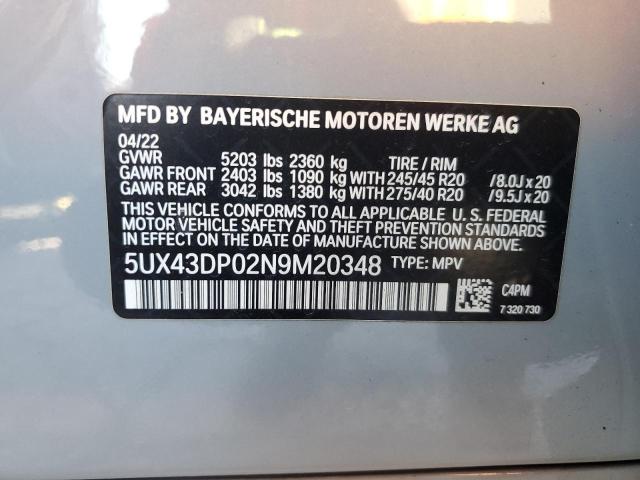 MFD BY BAYERISCHE MOTOREN WERKE AG
04/22
GVWR 5203 lbs 2360 kg TIRE / RIM
GAWR FRONT 2403 lbs 1090 kg WITH 245/45 R20 /8.0J x 20
GAWR REAR 3042 lbs 1380 kg WITH 275/40 R20 /9.5J x 20
THIS VEHICLE CONFORMS TO ALL APPLICABLE U. S. FEDERAL
MOTOR VEHICLE SAFETY AND THEFT PREVENTION STANDARDS
IN EFFECT ON THE DATE OF MANUFACTURE SHOWN ABOVE.
5UX43DP02N9M20348 TYPE: MPV
C4PM
7 320 730